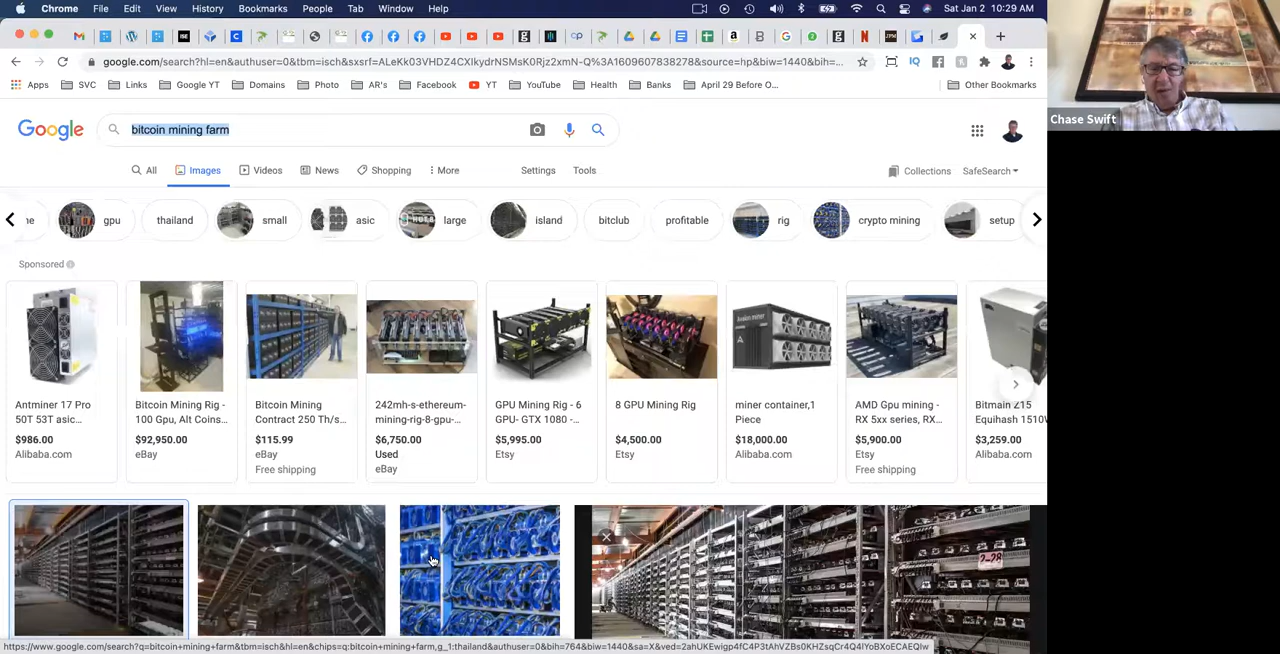 Chrome File Edit View History Bookmarks People Tab Window Help Sat Jan 2 10:29 AM
google.com/search?hl=en&authuser=0&tbm=isch&sxsrf=ALeKk03VHDZ4CXIkydrNSMsK0Rjz2xmN-Q%3A1609607838278&source=hp&biw=1440&bih=...
Apps SVC Links Google YT Domains Photo AR's Facebook YT YouTube Health Banks April 29 Before O... Other Bookmarks
Chase Swift
Google bitcoin mining farm
All Images Videos News Shopping More Settings Tools Collections SafeSearch
ne gpu thailand small asic large island bitclub profitable rig crypto mining setup
Sponsored
Antminer 17 Pro
50T 53T asic...
$986.00
Alibaba.com
Bitcoin Mining Rig -
100 Gpu, Alt Coins...
$92,950.00
eBay
Bitcoin Mining
Contract 250 Th/s...
$115.99
eBay
Free shipping
242mh-s-ethereum-
mining-rig-8-gpu-...
$6,750.00
Used
eBay
GPU Mining Rig - 6
GPU- GTX 1080 -...
$5,995.00
Etsy
8 GPU Mining Rig
$4,500.00
Etsy
miner container,1
Piece
$18,000.00
Alibaba.com
AMD Gpu mining -
RX 5xx series, RX...
$5,900.00
Etsy
Free shipping
Bitmain Z15
Equihash 1510W
$3,259.00
Alibaba.com
2-28